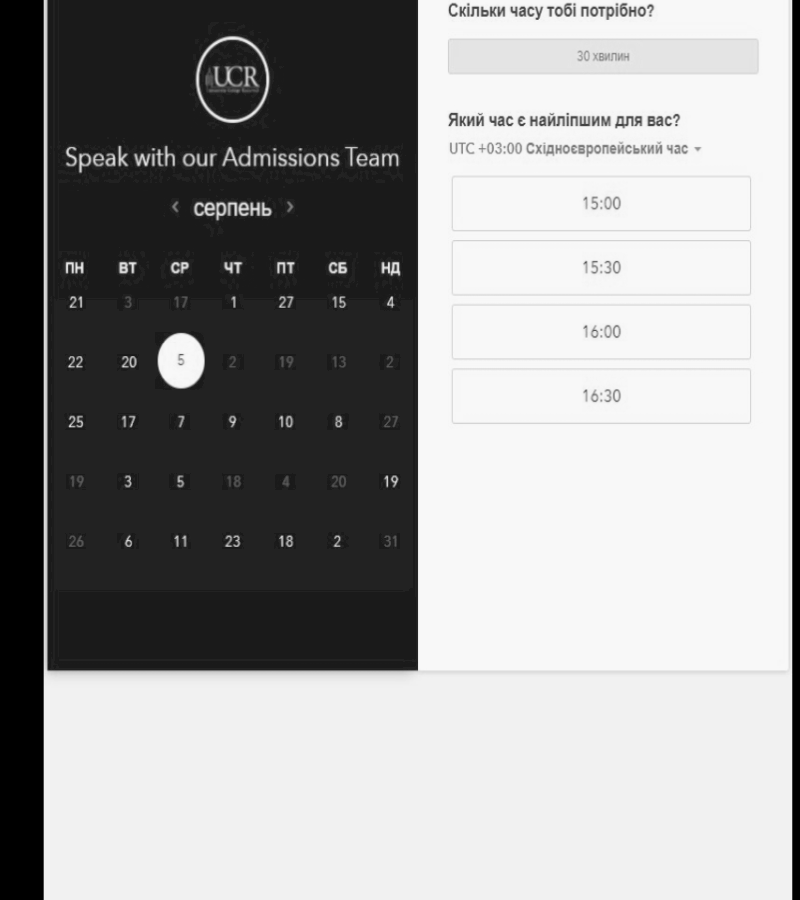 UCR
Speak with our Admissions Team
‹ серпень ›
ПН ВТ СР ЧТ ПТ СБ НД
21 3 17 1 27 15 4
22 20 5 2 19 13 2
25 17 7 9 10 8 27
19 3 5 18 4 20 19
26 6 11 23 18 2 31
Скільки часу тобі потрібно?
30 хвилин
Який час є найліпшим для вас?
UTC +03:00 Східноєвропейський час
15:00
15:30
16:00
16:30